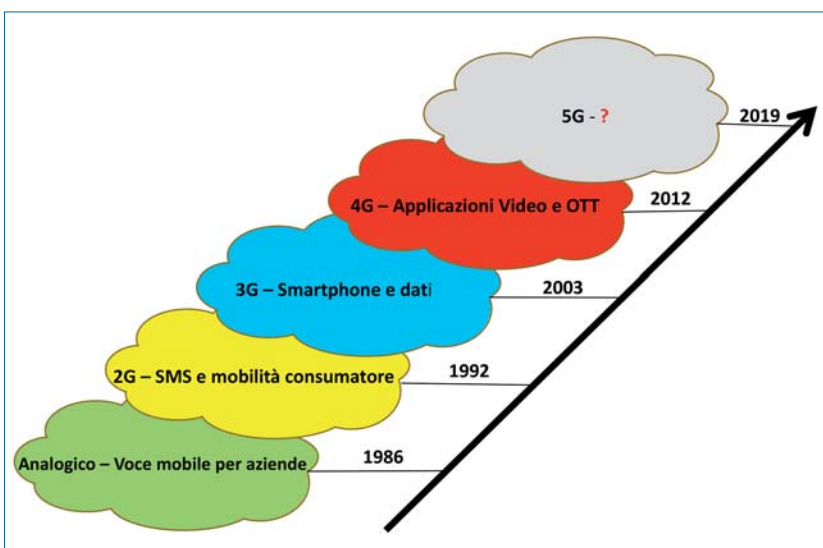 5G - ?
2019
4G – Applicazioni Video e OTT
2012
3G – Smartphone e dati
2003
2G – SMS e mobilità consumatore
1992
Analogico – Voce mobile per aziende
1986